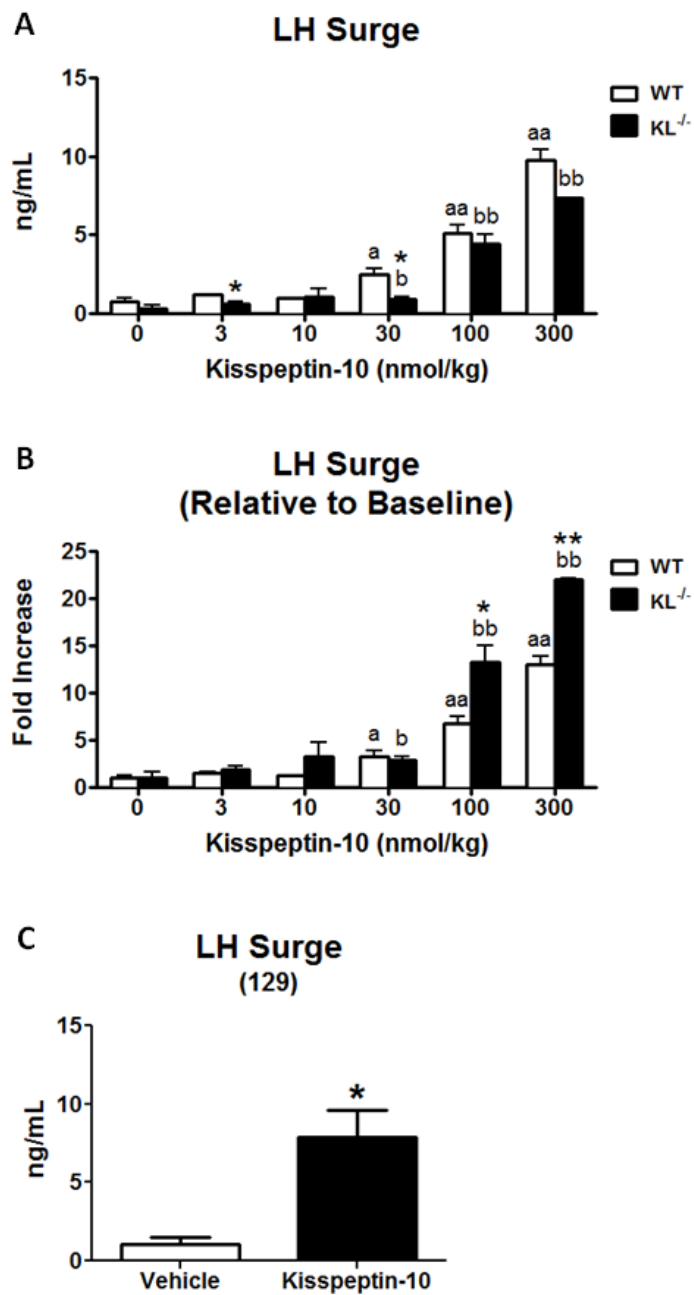 A
LH Surge
WT
KL-/-
ng/mL
15
10
5
0
*
a
*
b
aa
bb
aa
bb
0 3 10 30 100 300
Kisspeptin-10 (nmol/kg)
B
LH Surge
(Relative to Baseline)
WT
KL-/-
Fold Increase
25
20
15
10
5
0
a
b
aa
*
bb
aa
**
bb
0 3 10 30 100 300
Kisspeptin-10 (nmol/kg)
C
LH Surge
(129)
ng/mL
15
10
5
0
*
Vehicle Kisspeptin-10